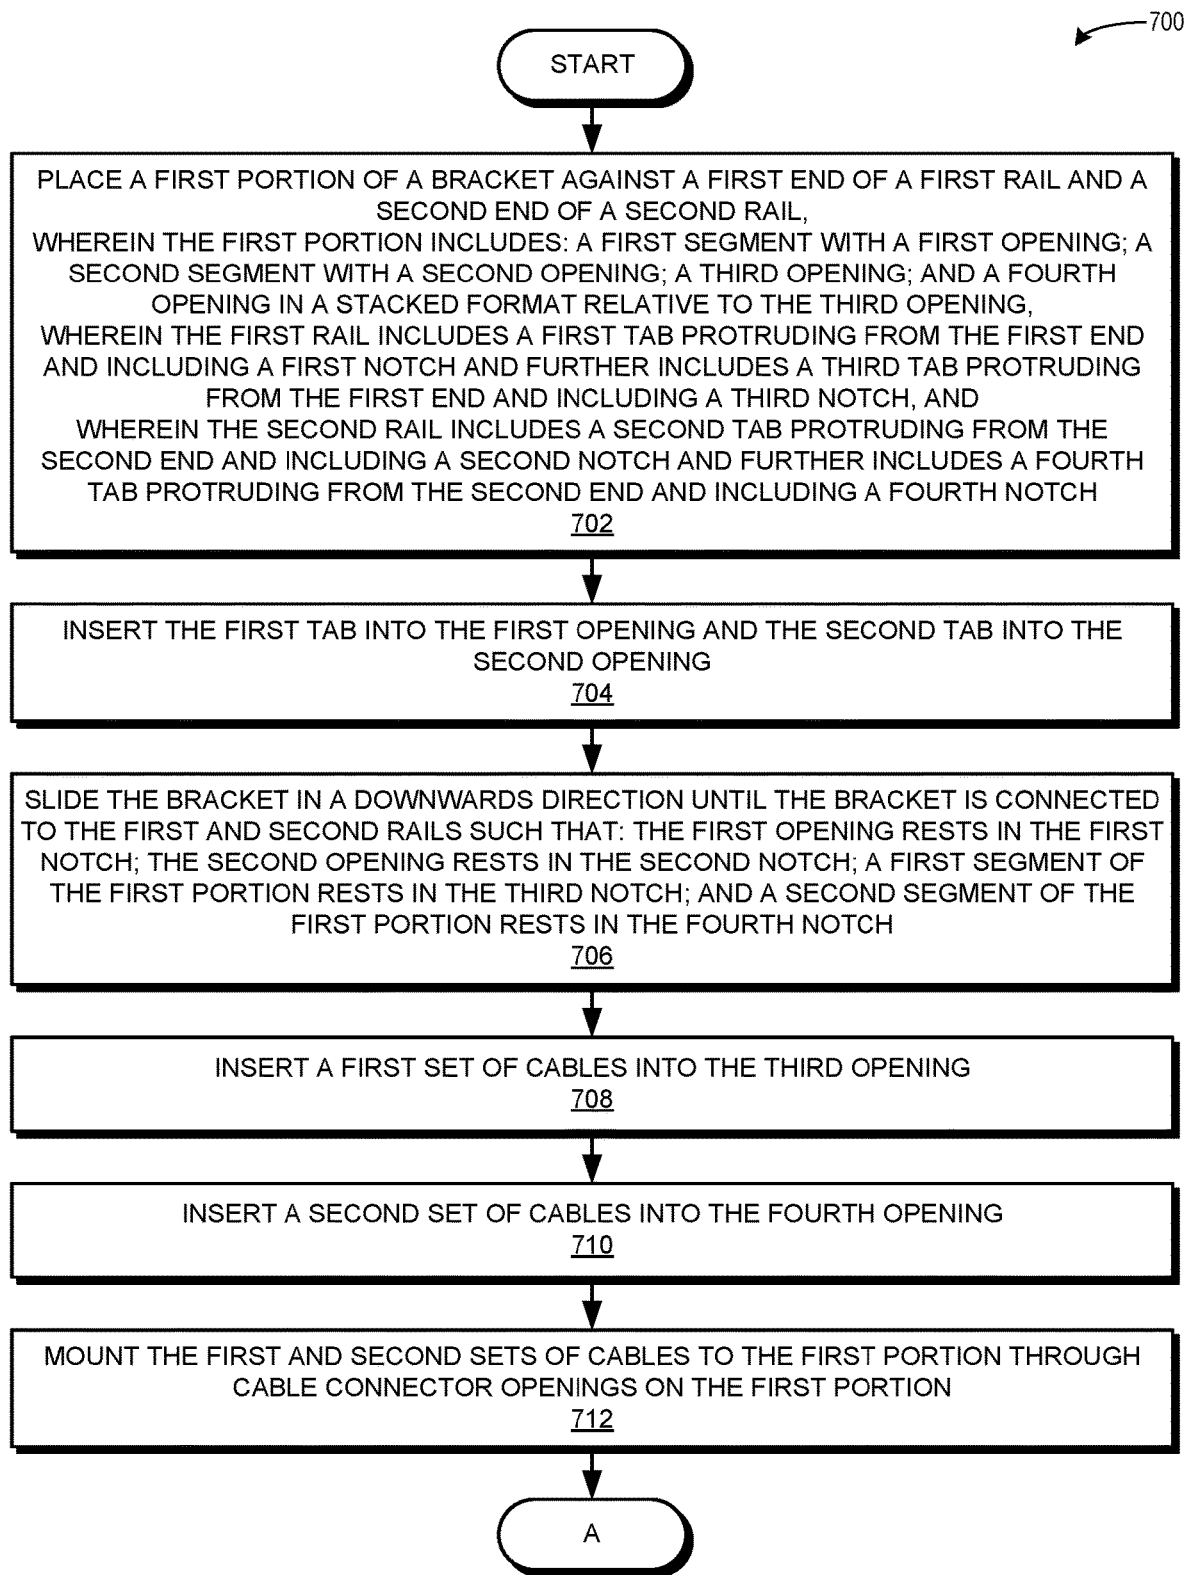 700
START
PLACE A FIRST PORTION OF A BRACKET AGAINST A FIRST END OF A FIRST RAIL AND A
SECOND END OF A SECOND RAIL,
WHEREIN THE FIRST PORTION INCLUDES: A FIRST SEGMENT WITH A FIRST OPENING; A
SECOND SEGMENT WITH A SECOND OPENING; A THIRD OPENING; AND A FOURTH
OPENING IN A STACKED FORMAT RELATIVE TO THE THIRD OPENING,
WHEREIN THE FIRST RAIL INCLUDES A FIRST TAB PROTRUDING FROM THE FIRST END
AND INCLUDING A FIRST NOTCH AND FURTHER INCLUDES A THIRD TAB PROTRUDING
FROM THE FIRST END AND INCLUDING A THIRD NOTCH, AND
WHEREIN THE SECOND RAIL INCLUDES A SECOND TAB PROTRUDING FROM THE
SECOND END AND INCLUDING A SECOND NOTCH AND FURTHER INCLUDES A FOURTH
TAB PROTRUDING FROM THE SECOND END AND INCLUDING A FOURTH NOTCH
702
INSERT THE FIRST TAB INTO THE FIRST OPENING AND THE SECOND TAB INTO THE
SECOND OPENING
704
SLIDE THE BRACKET IN A DOWNWARDS DIRECTION UNTIL THE BRACKET IS CONNECTED
TO THE FIRST AND SECOND RAILS SUCH THAT: THE FIRST OPENING RESTS IN THE FIRST
NOTCH; THE SECOND OPENING RESTS IN THE SECOND NOTCH; A FIRST SEGMENT OF
THE FIRST PORTION RESTS IN THE THIRD NOTCH; AND A SECOND SEGMENT OF THE
FIRST PORTION RESTS IN THE FOURTH NOTCH
706
INSERT A FIRST SET OF CABLES INTO THE THIRD OPENING
708
INSERT A SECOND SET OF CABLES INTO THE FOURTH OPENING
710
MOUNT THE FIRST AND SECOND SETS OF CABLES TO THE FIRST PORTION THROUGH
CABLE CONNECTOR OPENINGS ON THE FIRST PORTION
712
A